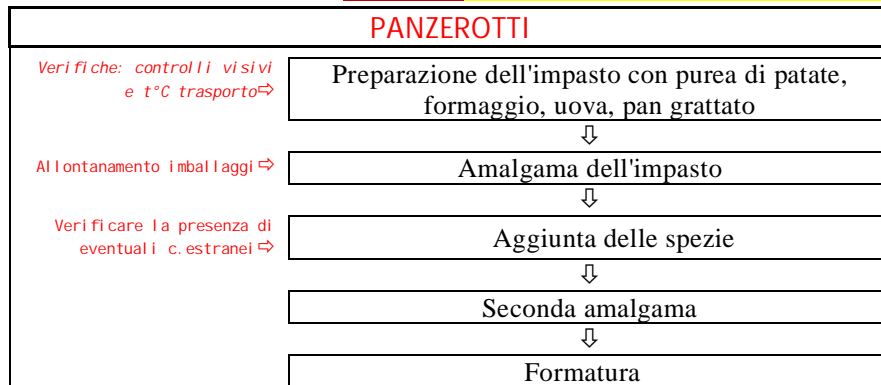 PANZEROTTI
Verifiche: controlli visivi
e t°C trasporto⇨
Preparazione dell'impasto con purea di patate,
formaggio, uova, pan grattato
⇩
Allontanamento imballaggi⇨
Amalgama dell'impasto
⇩
Verificare la presenza di
eventuali c.estranei⇨
Aggiunta delle spezie
⇩
Seconda amalgama
⇩
Formatura